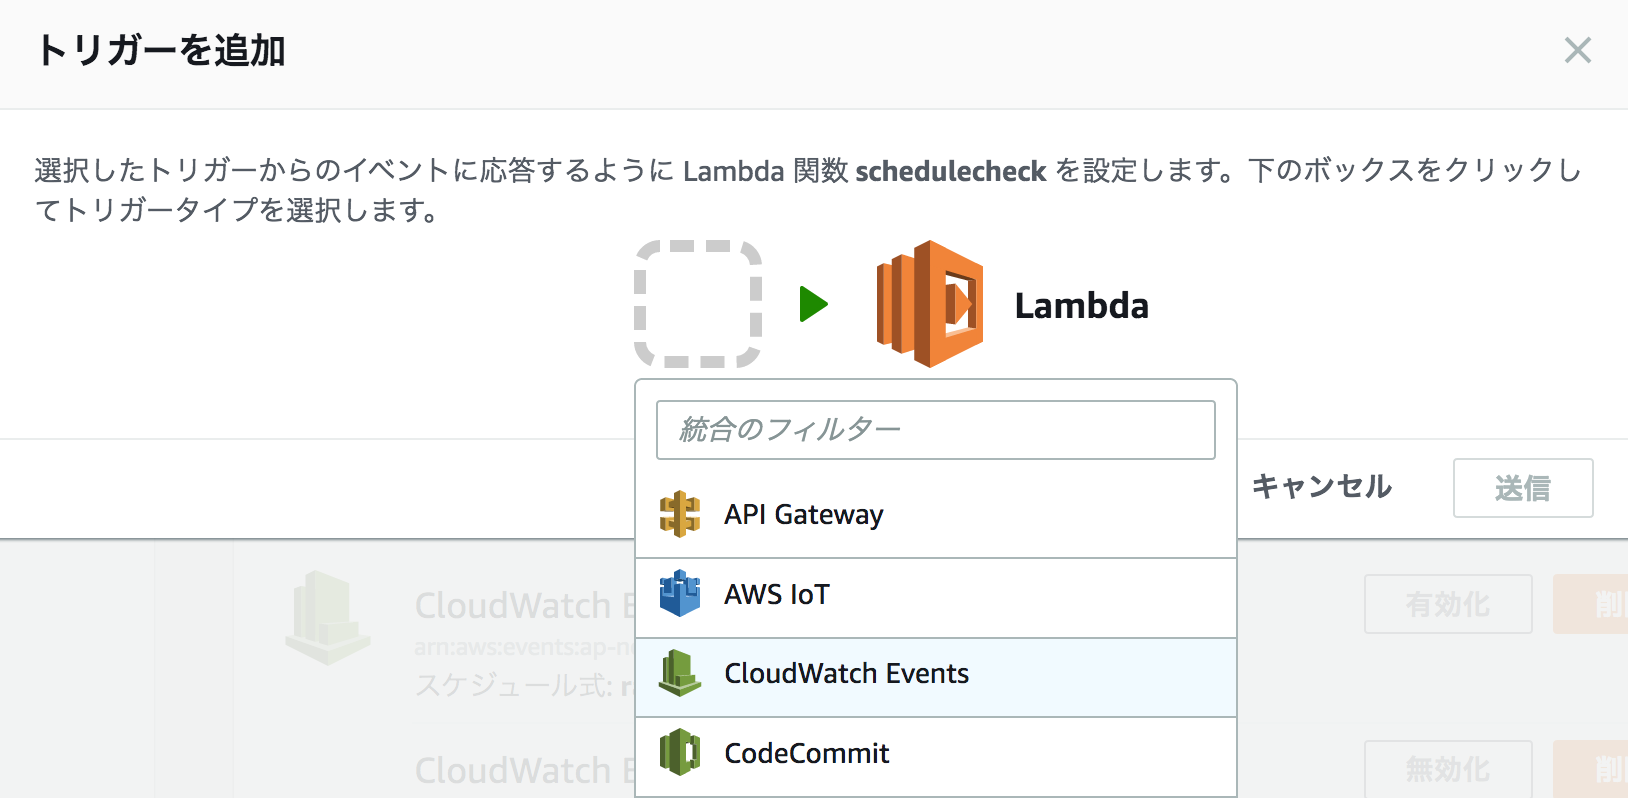 トリガーを追加
選択したトリガーからのイベントに応答するように Lambda 関数 schedulecheck を設定します。下のボックスをクリックし
てトリガータイプを選択します。
Lambda
統合のフィルター
API Gateway
キャンセル
送信
AWS IoT
CloudWatch E
有効化
削
arn:aws:events:ap-n
スケジュール式:
CloudWatch Events
CodeCommit
CloudWatch E
無効化
削